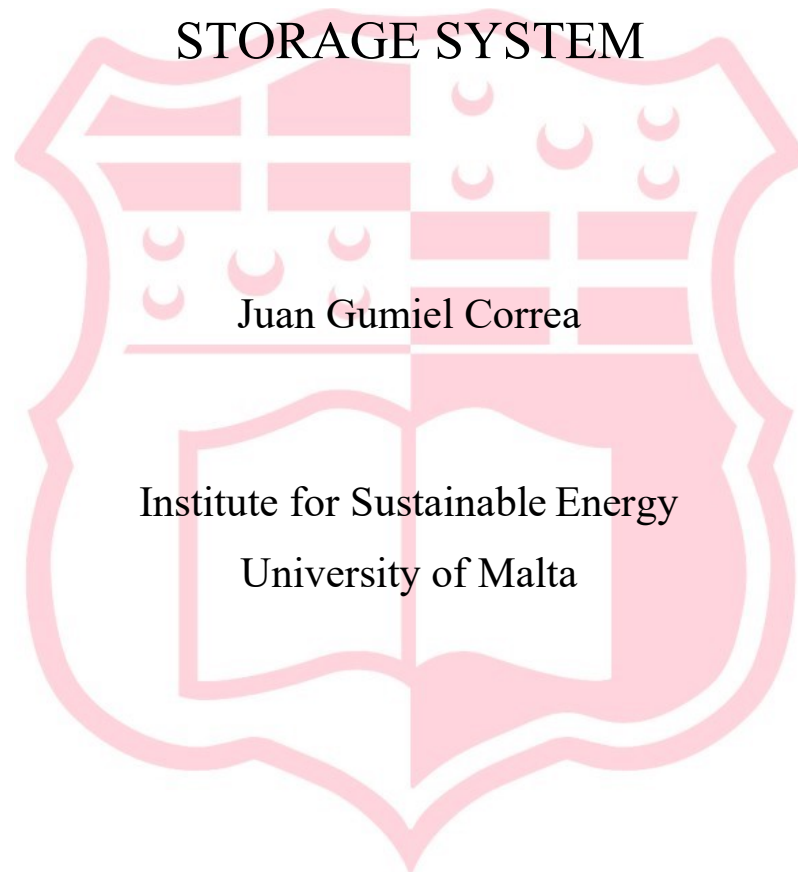 STORAGE SYSTEM
Juan Gumiel Correa
Institute for Sustainable Energy
University of Malta